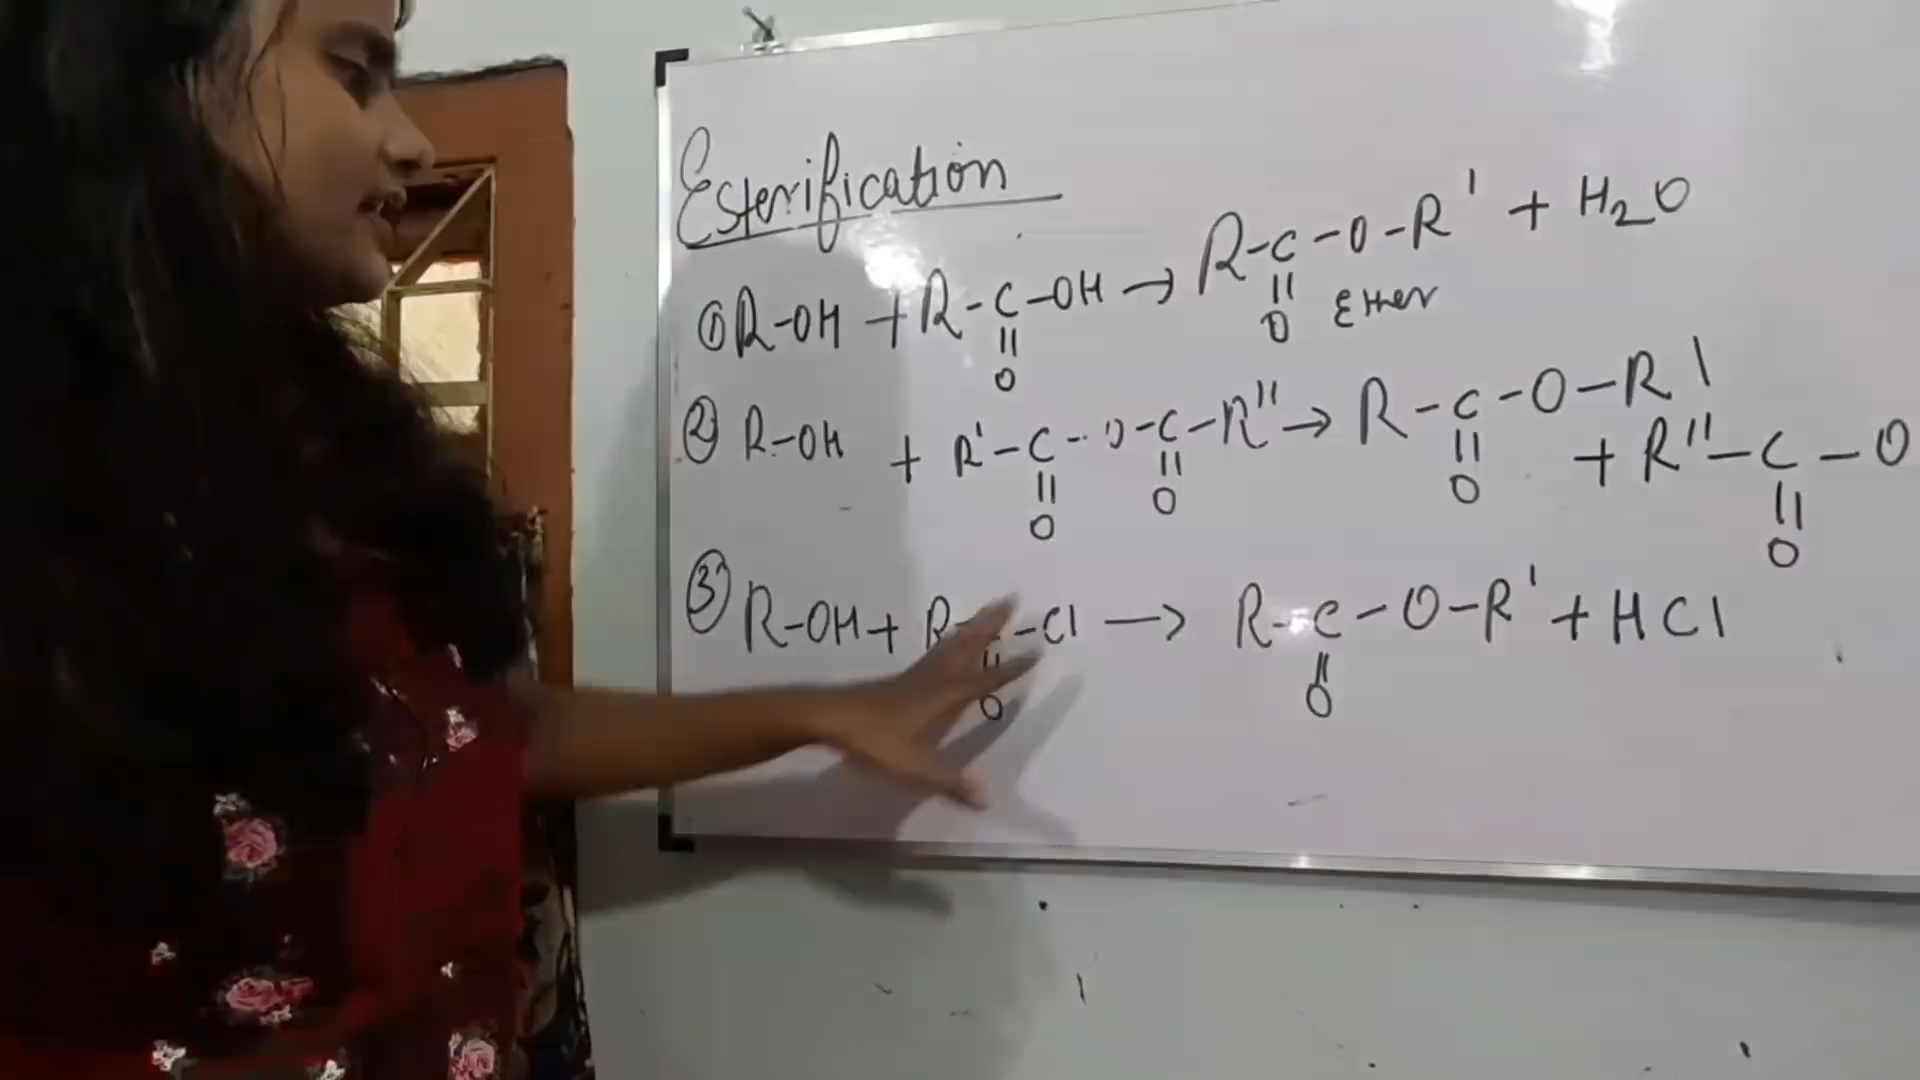 Esterification
① R-OH + R-C-OH → R-C-O-R' + H2O
|| ||
O O Ether
② R-OH + R'-C-O-C-R'' → R-C-O-R' + R''-C-O
|| || || ||
O O O O
③ R-OH + R-C-Cl → R-C-O-R' + HCl
|| ||
O O